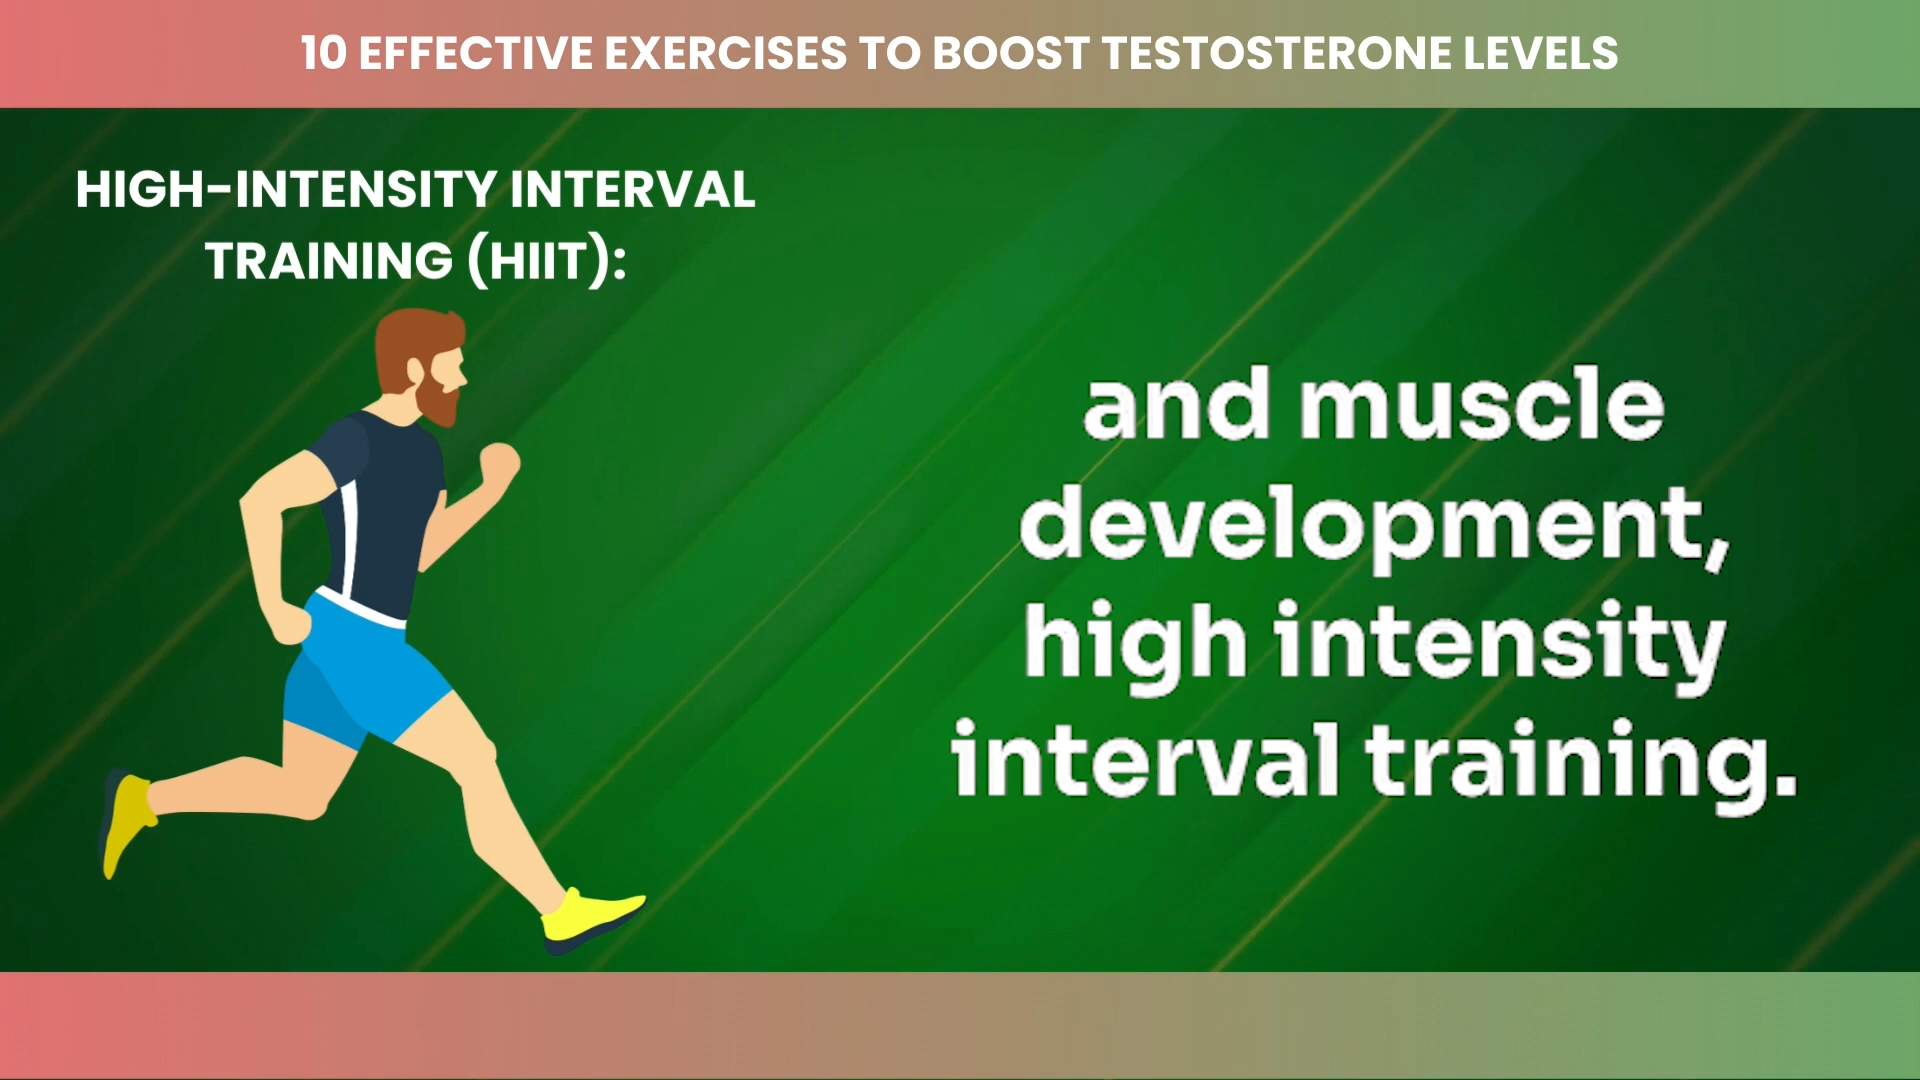 10 EFFECTIVE EXERCISES TO BOOST TESTOSTERONE LEVELS
HIGH-INTENSITY INTERVAL
TRAINING (HIIT):
and muscle
development,
high intensity
interval training.